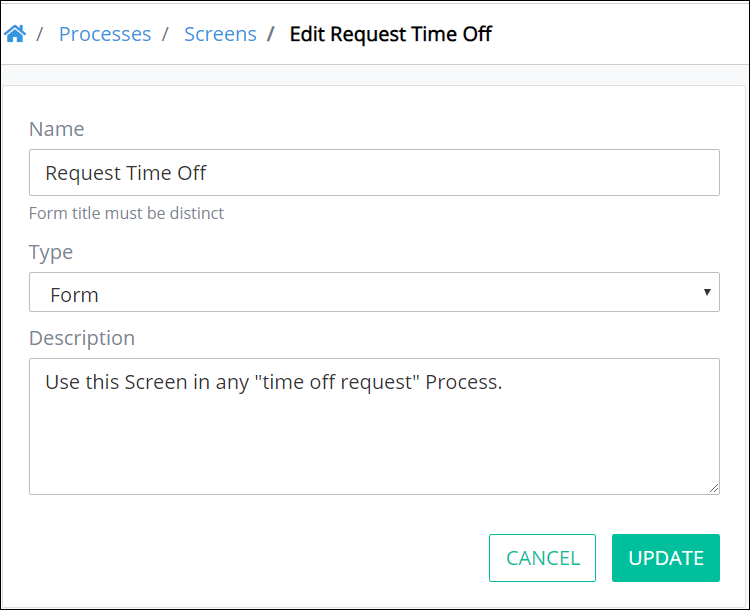 / Processes / Screens / Edit Request Time Off
Name
Request Time Off
Form title must be distinct
Type
Form
Description
Use this Screen in any "time off request" Process.
CANCEL UPDATE